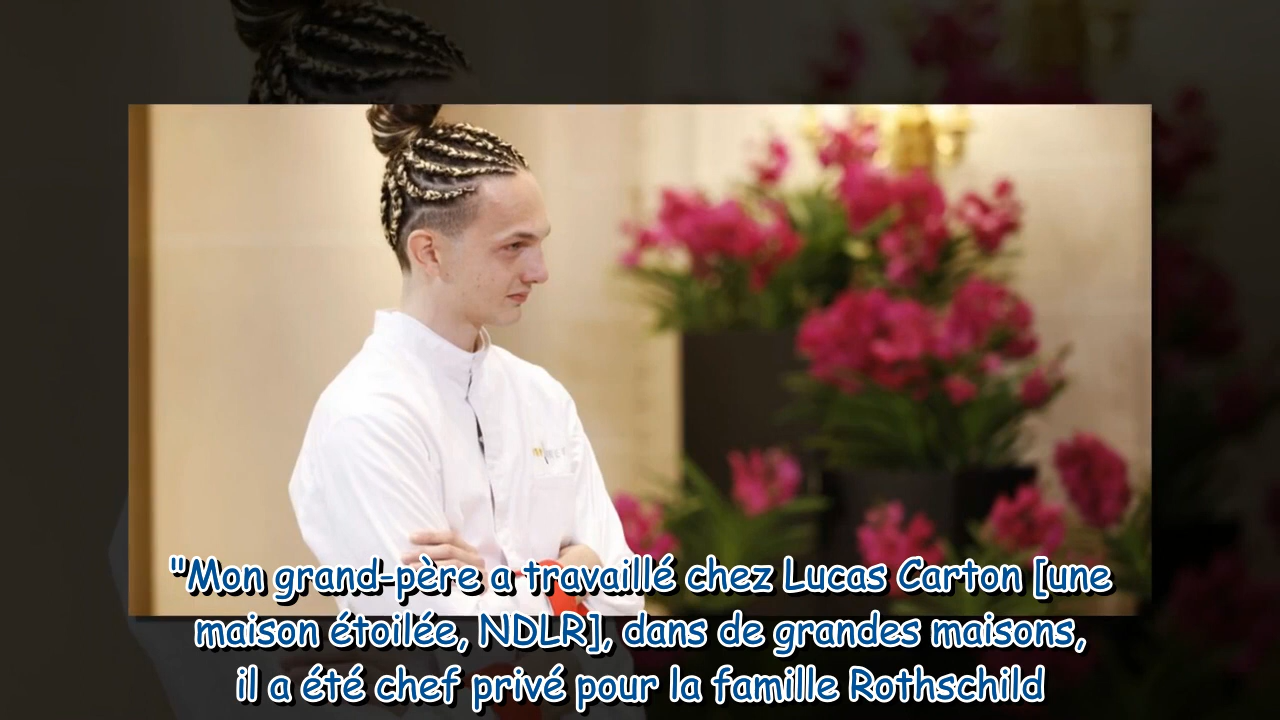 "Mon grand-père a travaillé chez Lucas Carton [une
maison étoilée, NDLR], dans de grandes maisons,
il a été chef privé pour la famille Rothschild